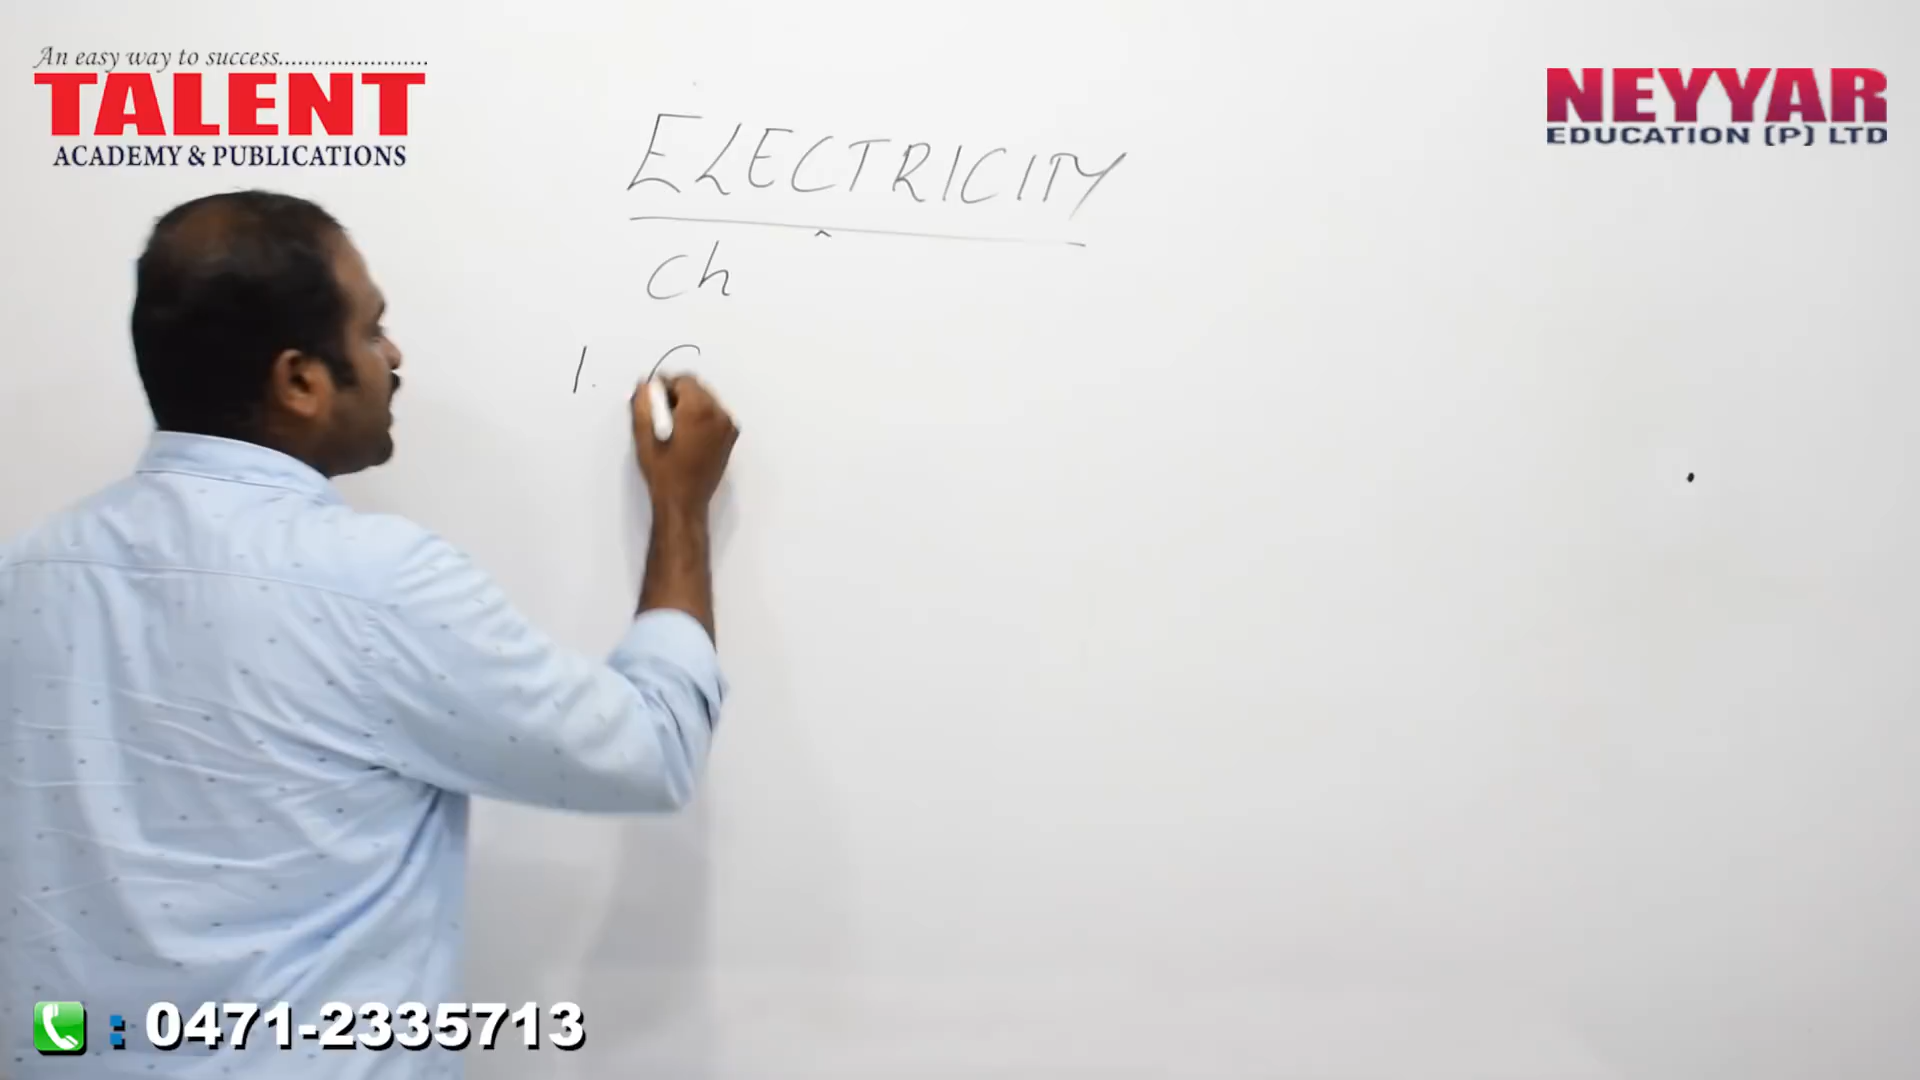 An easy way to success.......................
TALENT
ACADEMY & PUBLICATIONS
NEYYAR
EDUCATION (P) LTD
ELECTRICITY
Ch
1. C
: 0471-2335713